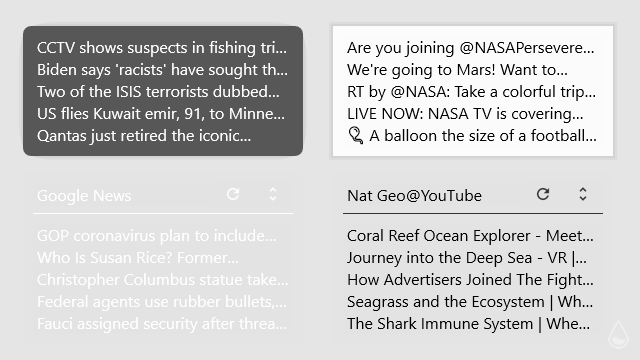 CCTV shows suspects in fishing tri...
Biden says 'racists' have sought th...
Two of the ISIS terrorists dubbed...
US flies Kuwait emir, 91, to Minne...
Qantas just retired the iconic...
Are you joining @NASAPersevere...
We're going to Mars! Want to...
RT by @NASA: Take a colorful trip...
LIVE NOW: NASA TV is covering...
A balloon the size of a football...
Google News
GOP coronavirus plan to include...
Who Is Susan Rice? Former...
Christopher Columbus statue take...
Federal agents use rubber bullets,...
Fauci assigned security after threa...
Nat Geo@YouTube
Coral Reef Ocean Explorer - Meet...
Journey into the Deep Sea - VR |...
How Advertisers Joined The Fight...
Seagrass and the Ecosystem | Wh...
The Shark Immune System | Whe...